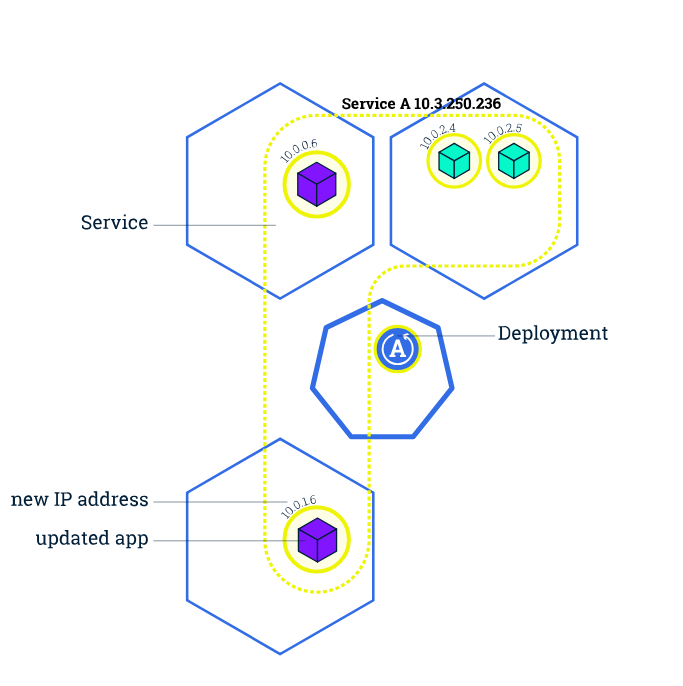 Service A 10.3.250.236
10.0.0.6
10.0.2.4
10.0.2.5
Service
A
Deployment
new IP address
10.0.1.6
updated app